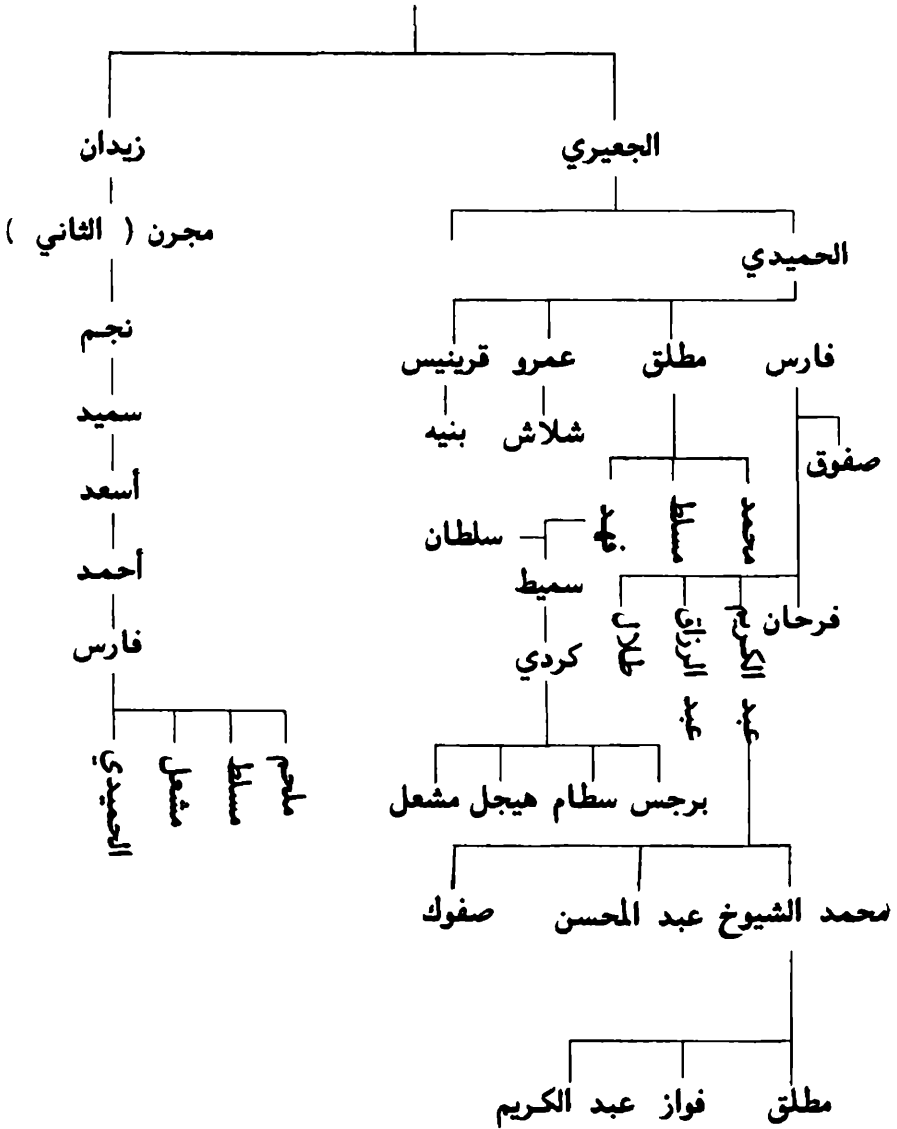 الجعيري زيدان
مجرن ( الثاني )
الحميدي
نجم
فارس مطلق عمرو قرينيس
سميد
شلاش بنيه
صفوق
أسعد
محمد مسلط فهد
سلطان
أحمد
سميط
فرحان عبد الكريم عبد الرزاق طلال
فارس
كردي
ملحم مسلط مشعل الحميدي
برجس سطام هيجل مشعل
محمد الشيوخ عبد المحسن صفوك
مطلق فواز عبد الكريم